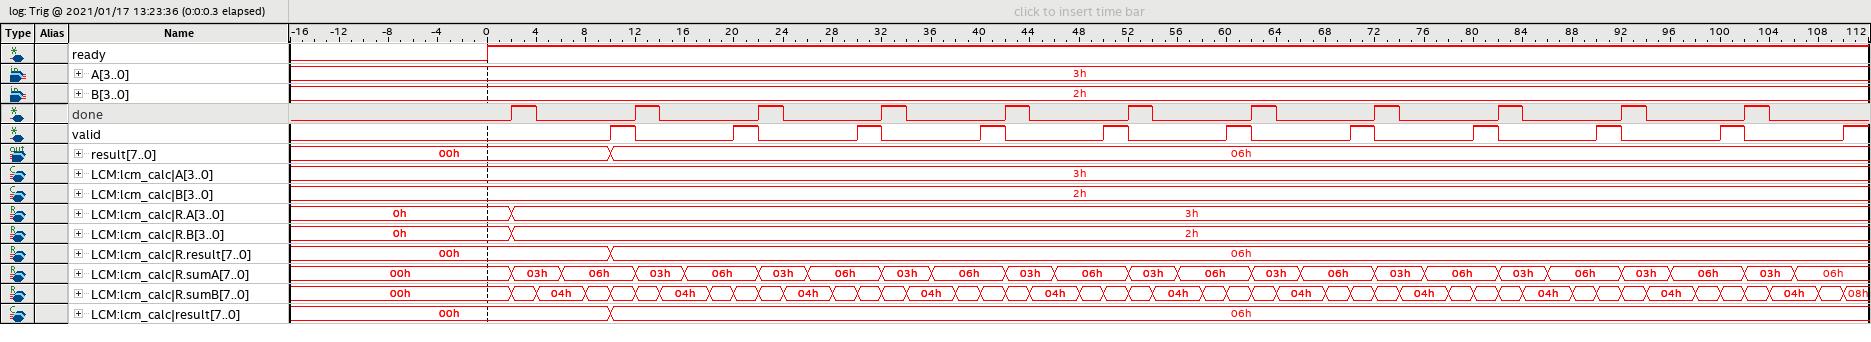 log: Trig @ 2021/01/17 13:23:36 (0:0:0.3 elapsed) click to insert time bar
Type Alias Name -16 -12 -8 -4 0 4 8 12 16 20 24 28 32 36 40 44 48 52 56 60 64 68 72 76 80 84 88 92 96 100 104 108 112
ready
A[3..0] 3h
B[3..0] 2h
done
valid
result[7..0] 00h 06h
LCM:lcm_calc|A[3..0] 3h
LCM:lcm_calc|B[3..0] 2h
LCM:lcm_calc|R.A[3..0] 0h 3h
LCM:lcm_calc|R.B[3..0] 0h 2h
LCM:lcm_calc|R.result[7..0] 00h 06h
LCM:lcm_calc|R.sumA[7..0] 00h 03h 06h 03h 06h 03h 06h 03h 06h 03h 06h 03h 06h 03h 06h 03h 06h 03h 06h 03h 06h 03h 06h
LCM:lcm_calc|R.sumB[7..0] 00h 04h 04h 04h 04h 04h 04h 04h 04h 04h 04h 04h 08h
LCM:lcm_calc|result[7..0] 00h 06h